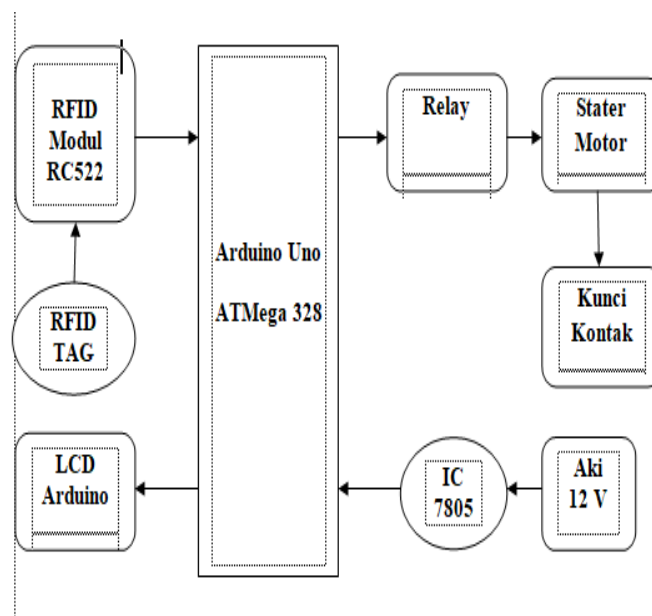 RFID
Modul
RC522
Relay
Stater
Motor
Arduino Uno
ATMega 328
RFID
TAG
Kunci
Kontak
LCD
Arduino
IC
7805
Aki
12 V